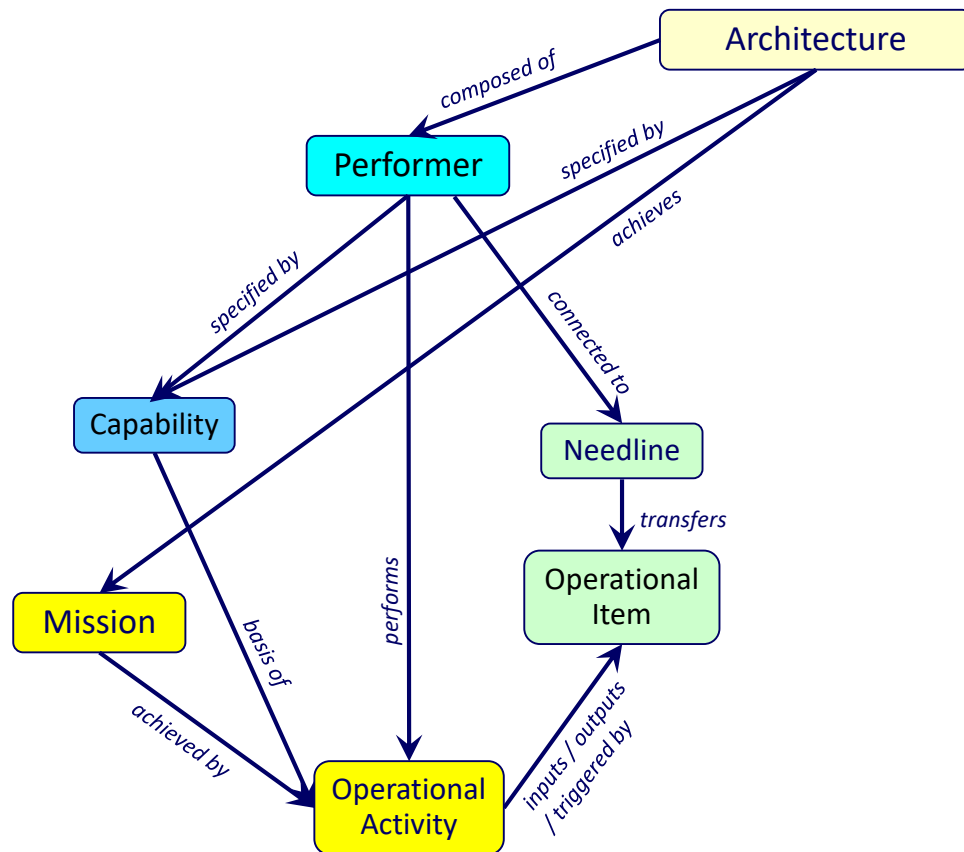 Architecture
composed of
Performer
specified by
achieves
specified by
connected to
Capability
Needline
transfers
Operational
Item
Mission
performs
basis of
achieved by
inputs / outputs
/ triggered by
Operational
Activity